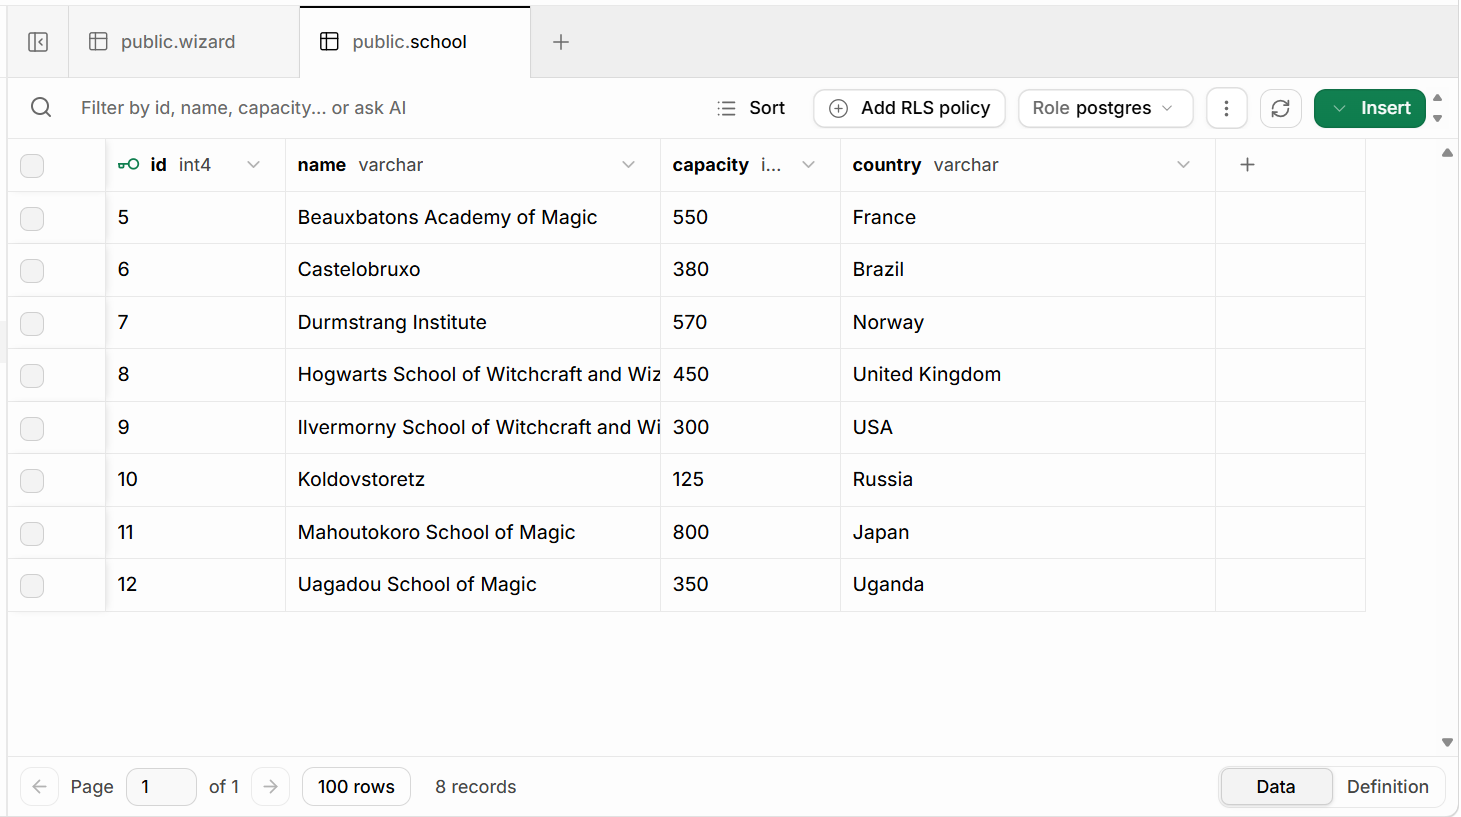 public.wizard public.school
Filter by id, name, capacity... or ask AI Sort Add RLS policy Role postgres Insert
id int4 name varchar capacity i... country varchar
5 Beauxbatons Academy of Magic 550 France
6 Castelobruxo 380 Brazil
7 Durmstrang Institute 570 Norway
8 Hogwarts School of Witchcraft and Wiz 450 United Kingdom
9 Ilvermorny School of Witchcraft and Wi 300 USA
10 Koldovstoretz 125 Russia
11 Mahoutokoro School of Magic 800 Japan
12 Uagadou School of Magic 350 Uganda
Page 1 of 1 100 rows 8 records Data Definition